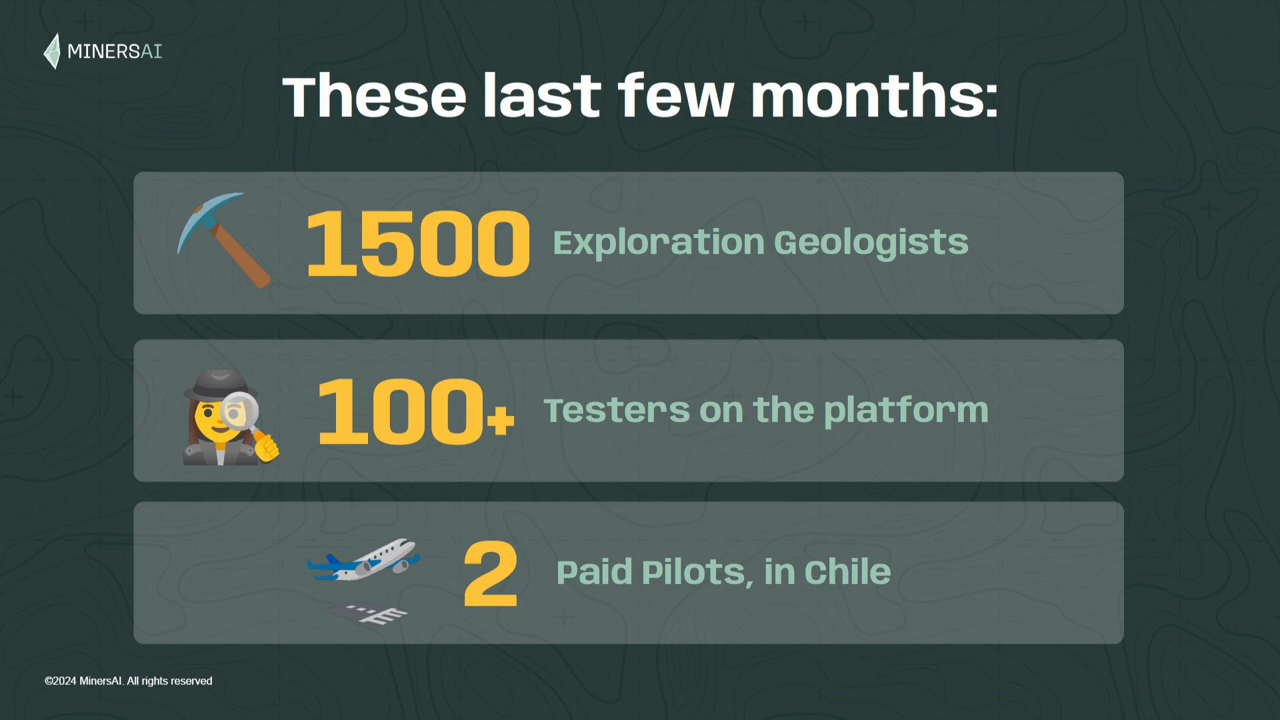 MINERSAI
These last few months:
1500 Exploration Geologists
100+ Testers on the platform
2 Paid Pilots, in Chile
©2024 MinersAI. All rights reserved